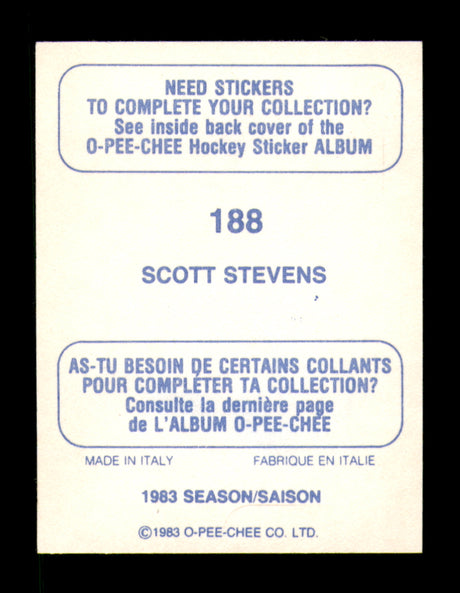 NEED STICKERS
TO COMPLETE YOUR COLLECTION?
See inside back cover of the
O-PEE-CHEE Hockey Sticker ALBUM
188
SCOTT STEVENS
AS-TU BESOIN DE CERTAINS COLLANTS
POUR COMPLÉTER TA COLLECTION?
Consulte la dernière page
de L'ALBUM O-PEE-CHEE
MADE IN ITALY FABRIQUE EN ITALIE
1983 SEASON/SAISON
©1983 O-PEE-CHEE CO. LTD.